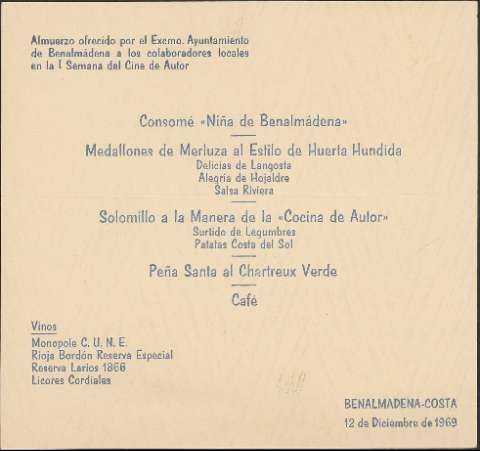 Almuerzo ofrecido por el Excmo. Ayuntamiento
de Benalmádena a los colaboradores locales
en la I Semana del Cine de Autor
Consomé «Niña de Benalmádena»
Medallones de Merluza al Estilo de Huerta Hundida
Delicias de Langosta
Alegria de Hojaldre
Salsa Riviera
Solomillo a la Manera de la «Cocina de Autor»
Surtido de Legumbres
Patatas Costa del Sol
Peña Santa al Chartreux Verde
Café
Vinos
Monopole C. U. N. E.
Rioja Bordón Reserva Especial
Reserva Larios 1866
Licores Cordiales
BENALMADENA-COSTA
12 de Diciembre de 1969